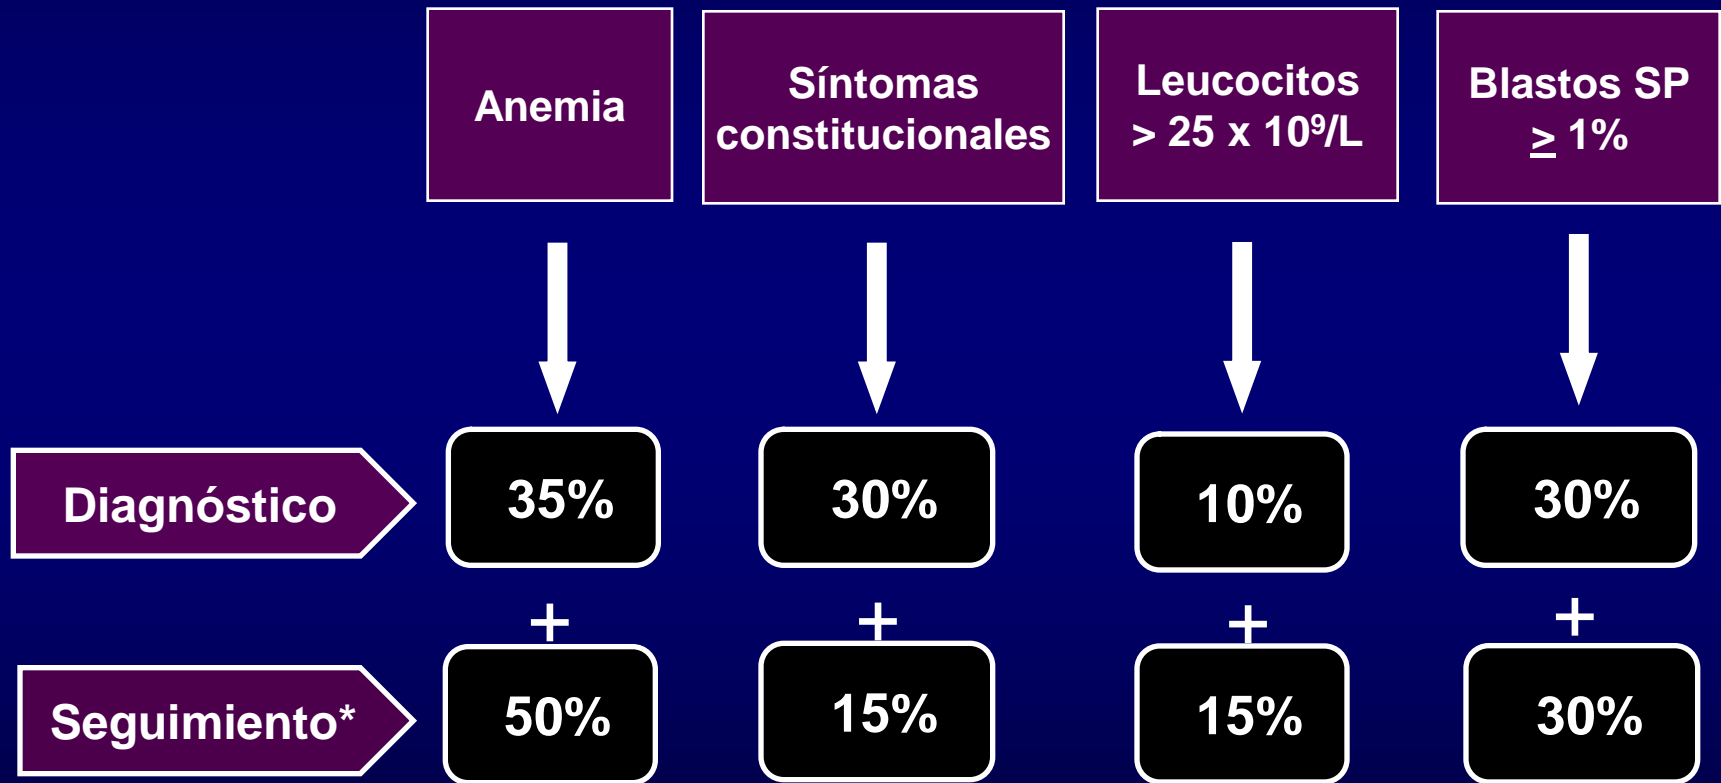 Anemia
Síntomas
constitucionales
Leucocitos
> 25 x 10⁹/L
Blastos SP
≥ 1%
Diagnóstico
35%
30%
10%
30%
+
+
+
+
Seguimiento*
50%
15%
15%
30%